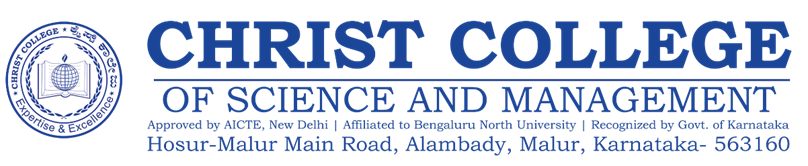 CHRIST COLLEGE
Expertise & Excellence
CHRIST COLLEGE
OF SCIENCE AND MANAGEMENT
Approved by AICTE, New Delhi | Affiliated to Bengaluru North University | Recognized by Govt. of Karnataka
Hosur-Malur Main Road, Alambady, Malur, Karnataka- 563160